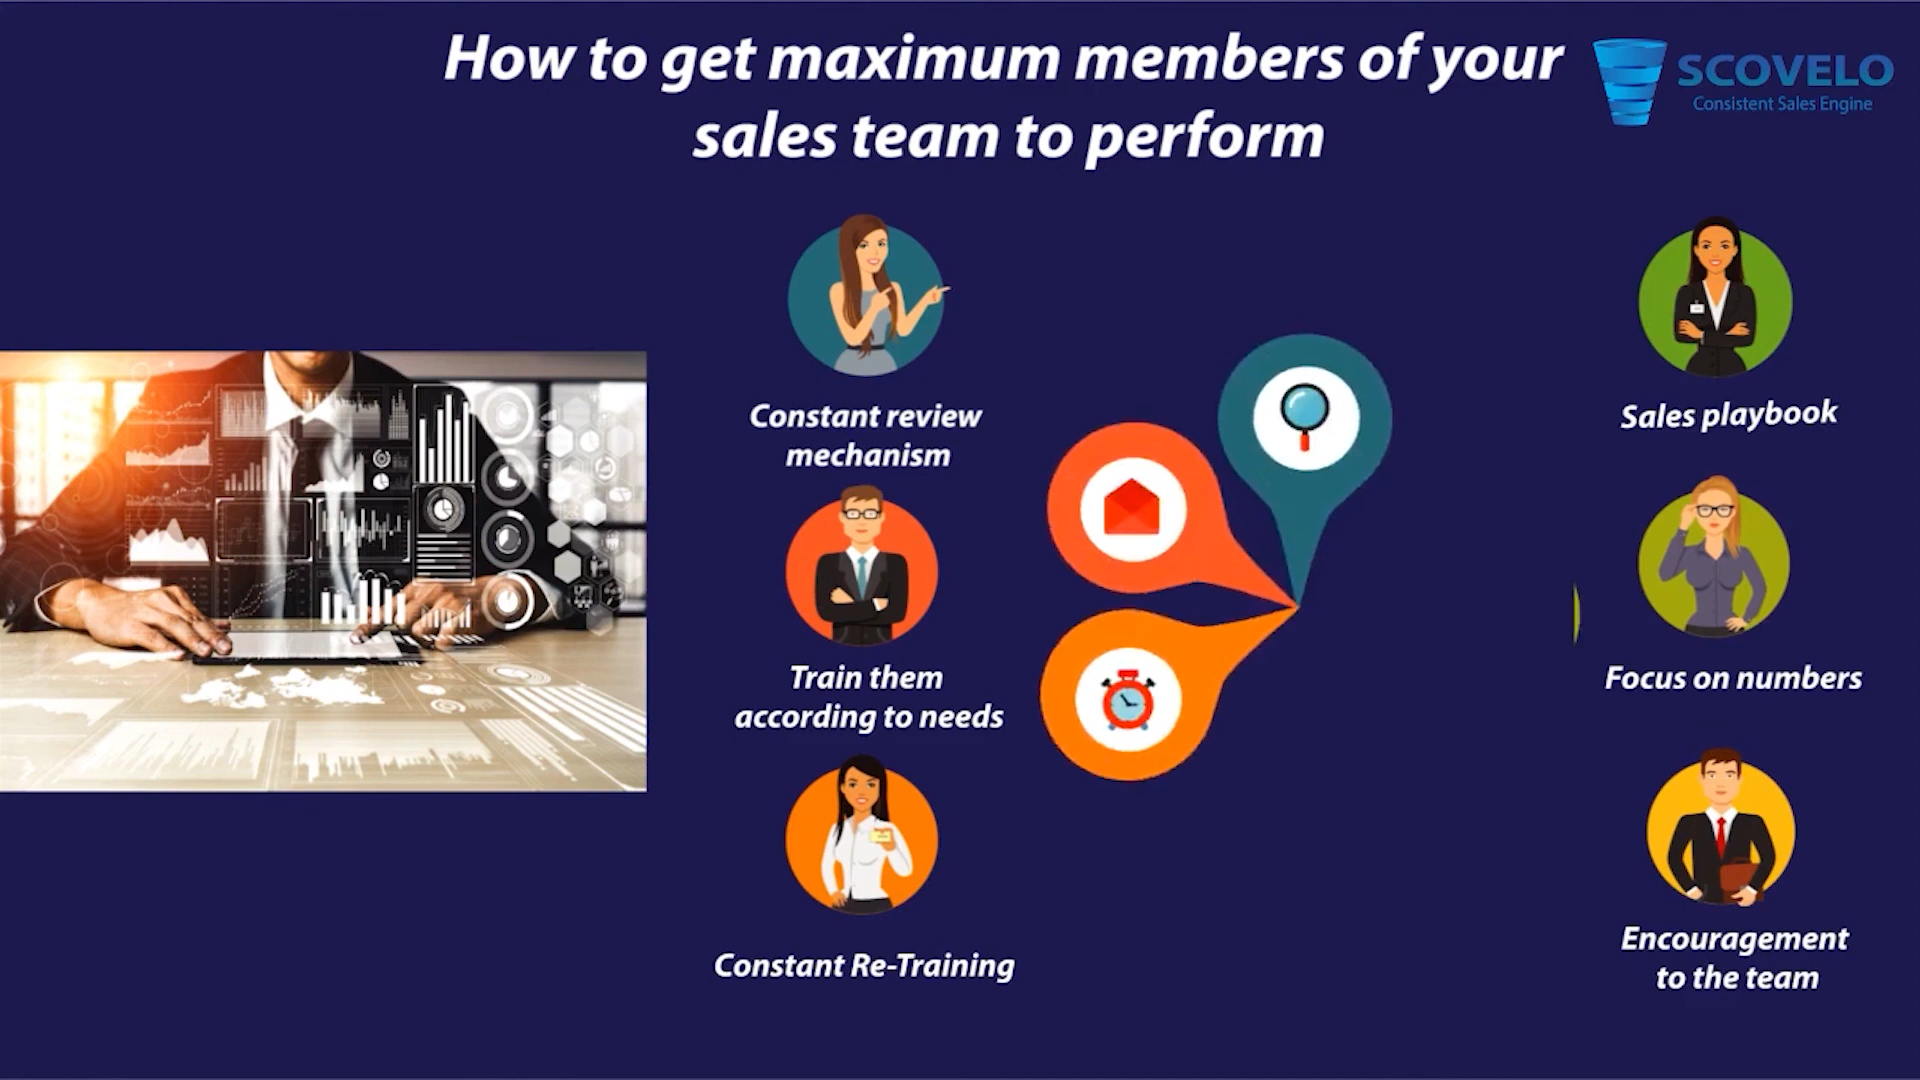 How to get maximum members of your
sales team to perform
SCOVELO
Consistent Sales Engine
Constant review
mechanism
Train them
according to needs
Constant Re-Training
Sales playbook
Focus on numbers
Encouragement
to the team